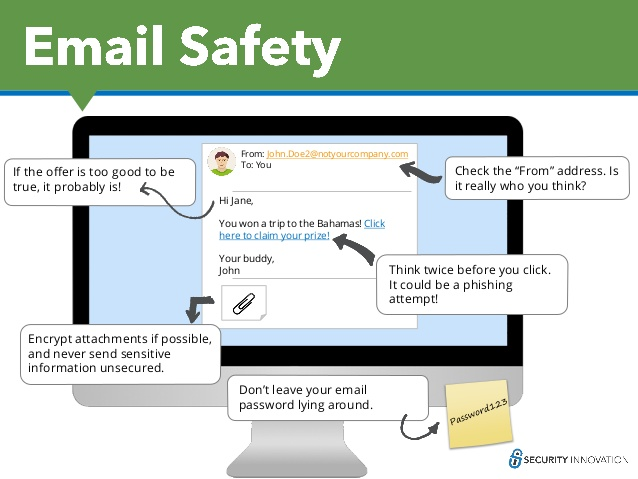 Email Safety
From: John.Doe2@notyourcompany.com
To: You
If the offer is too good to be
true, it probably is!
Check the “From” address. Is
it really who you think?
Hi Jane,
You won a trip to the Bahamas! Click
here to claim your prize!
Your buddy,
John
Think twice before you click.
It could be a phishing
attempt!
Encrypt attachments if possible,
and never send sensitive
information unsecured.
Don’t leave your email
password lying around.
Password123
SECURITY INNOVATION